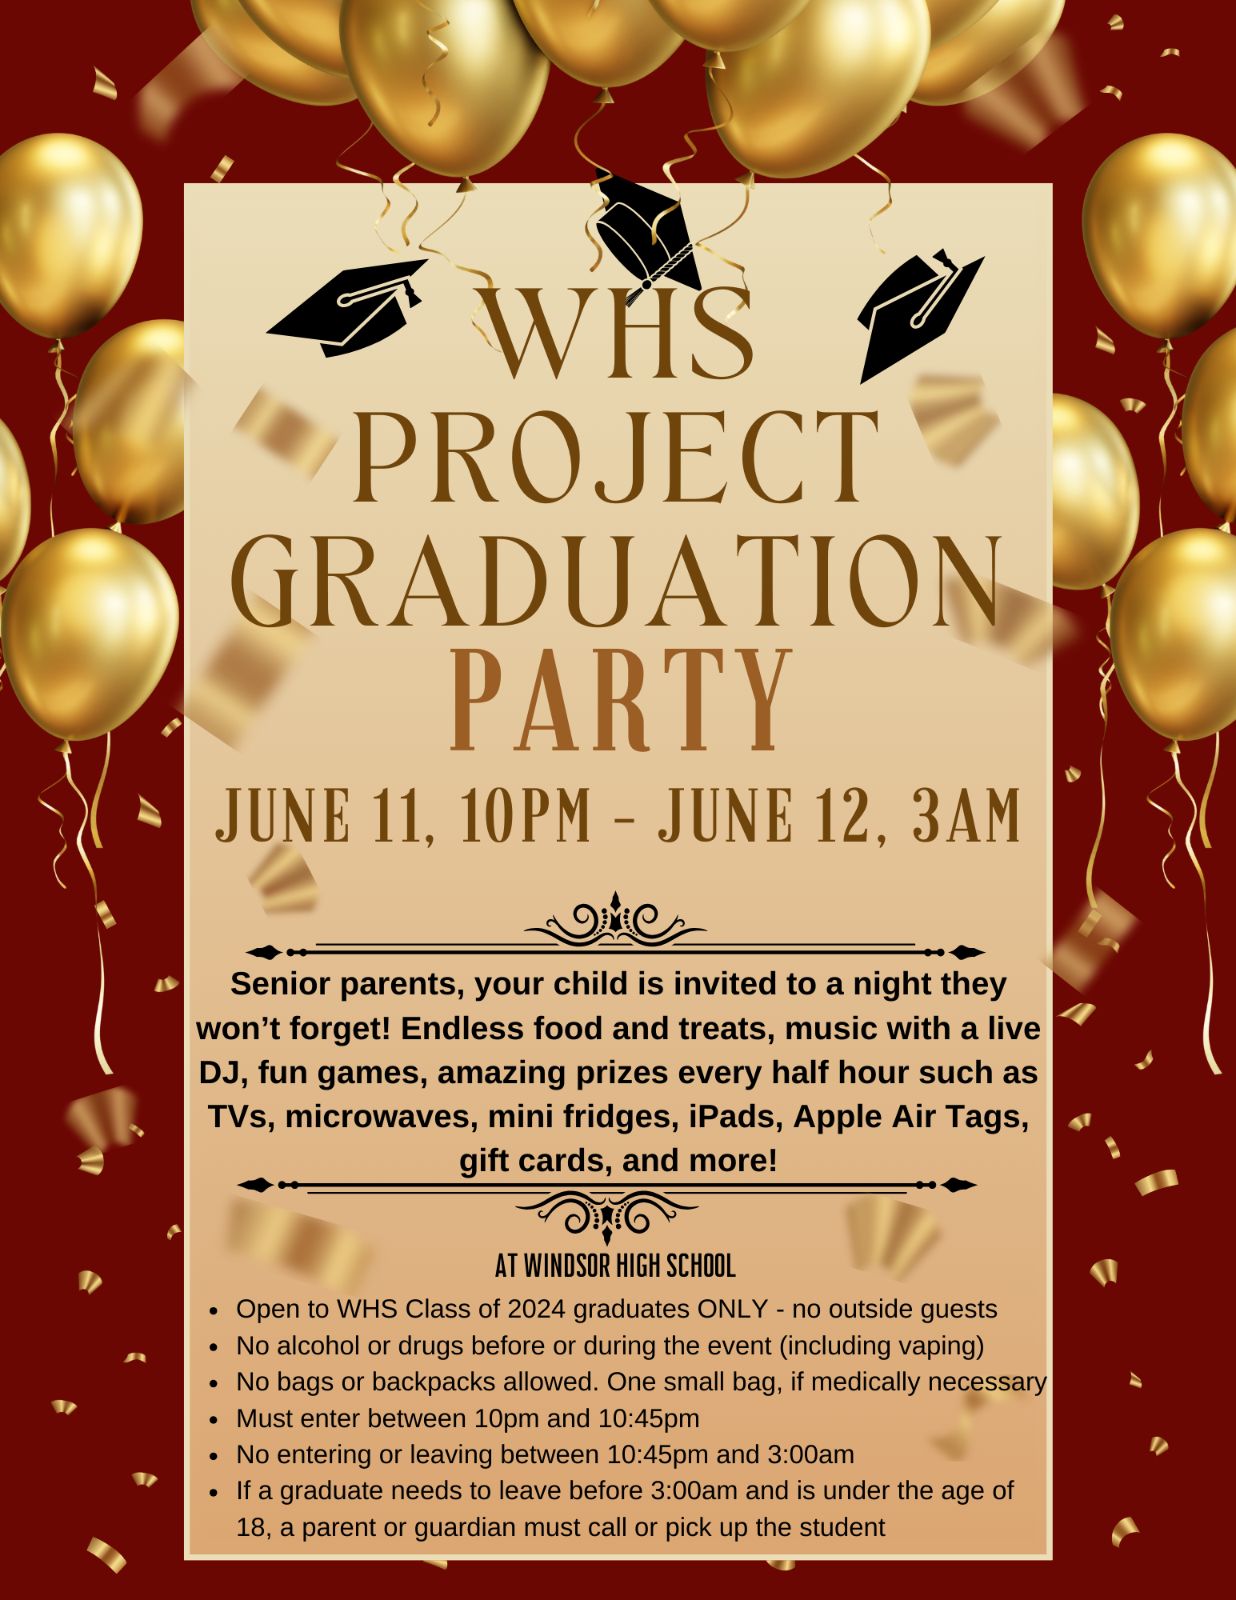 WHS
PROJECT
GRADUATION
PARTY
JUNE 11, 10PM - JUNE 12, 3AM
Senior parents, your child is invited to a night they
won’t forget! Endless food and treats, music with a live
DJ, fun games, amazing prizes every half hour such as
TVs, microwaves, mini fridges, iPads, Apple Air Tags,
gift cards, and more!
AT WINDSOR HIGH SCHOOL
• Open to WHS Class of 2024 graduates ONLY - no outside guests
• No alcohol or drugs before or during the event (including vaping)
• No bags or backpacks allowed. One small bag, if medically necessary
• Must enter between 10pm and 10:45pm
• No entering or leaving between 10:45pm and 3:00am
• If a graduate needs to leave before 3:00am and is under the age of
18, a parent or guardian must call or pick up the student